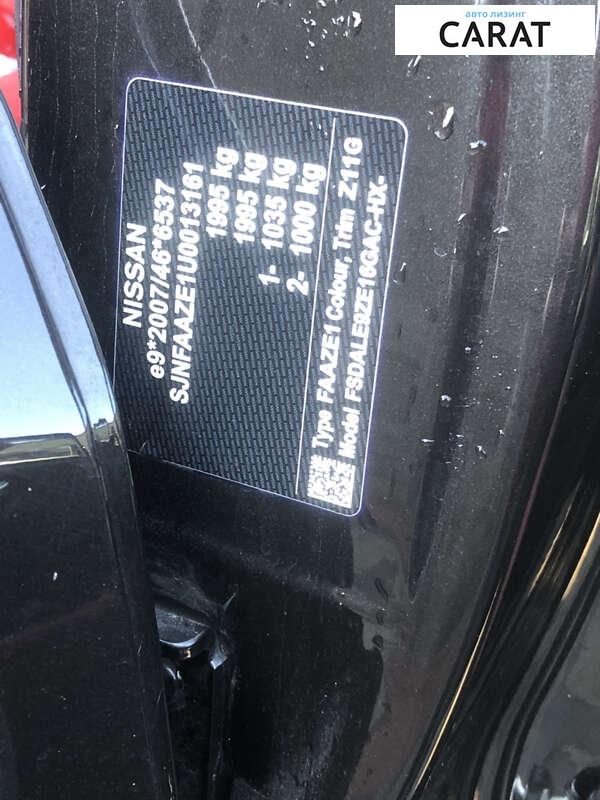 авто лизинг
CARAT
NISSAN
e9*2007/46*6537
SJNFAAZE1U0013161
1995 kg
1995 kg
1- 1035 kg
2- 1000 kg
Type FAAZE1 Colour, Trim Z11G
Model FSDALE9ZE16GAC-HX-